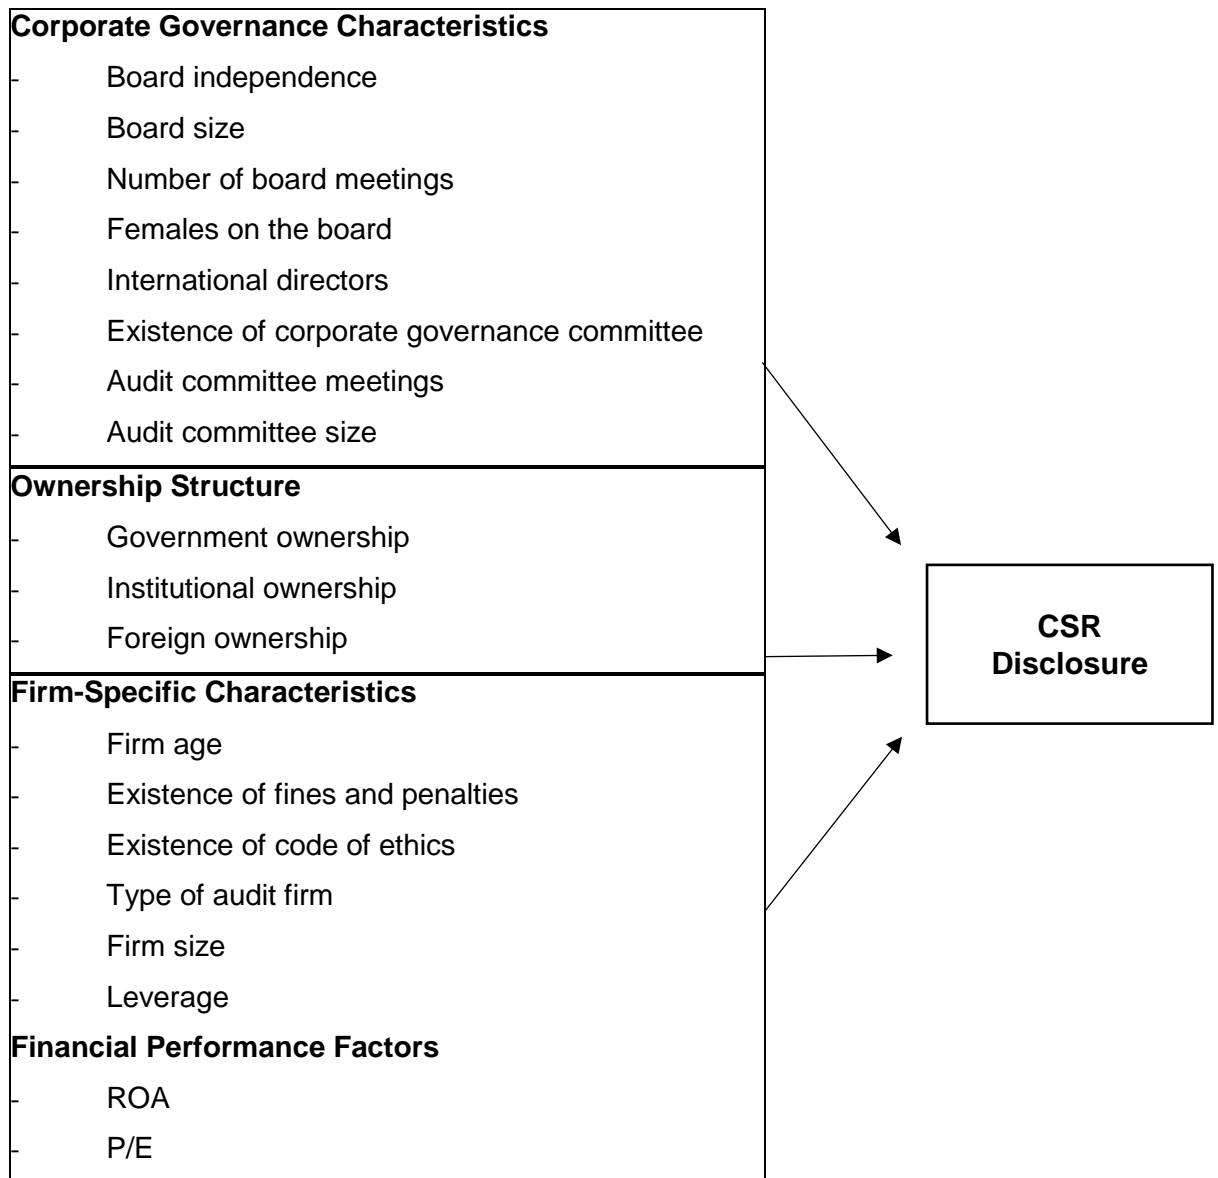 Corporate Governance Characteristics
- Board independence
- Board size
- Number of board meetings
- Females on the board
- International directors
- Existence of corporate governance committee
- Audit committee meetings
- Audit committee size
Ownership Structure
- Government ownership
- Institutional ownership
- Foreign ownership
Firm-Specific Characteristics
- Firm age
- Existence of fines and penalties
- Existence of code of ethics
- Type of audit firm
- Firm size
- Leverage
Financial Performance Factors
- ROA
- P/E
CSR
Disclosure